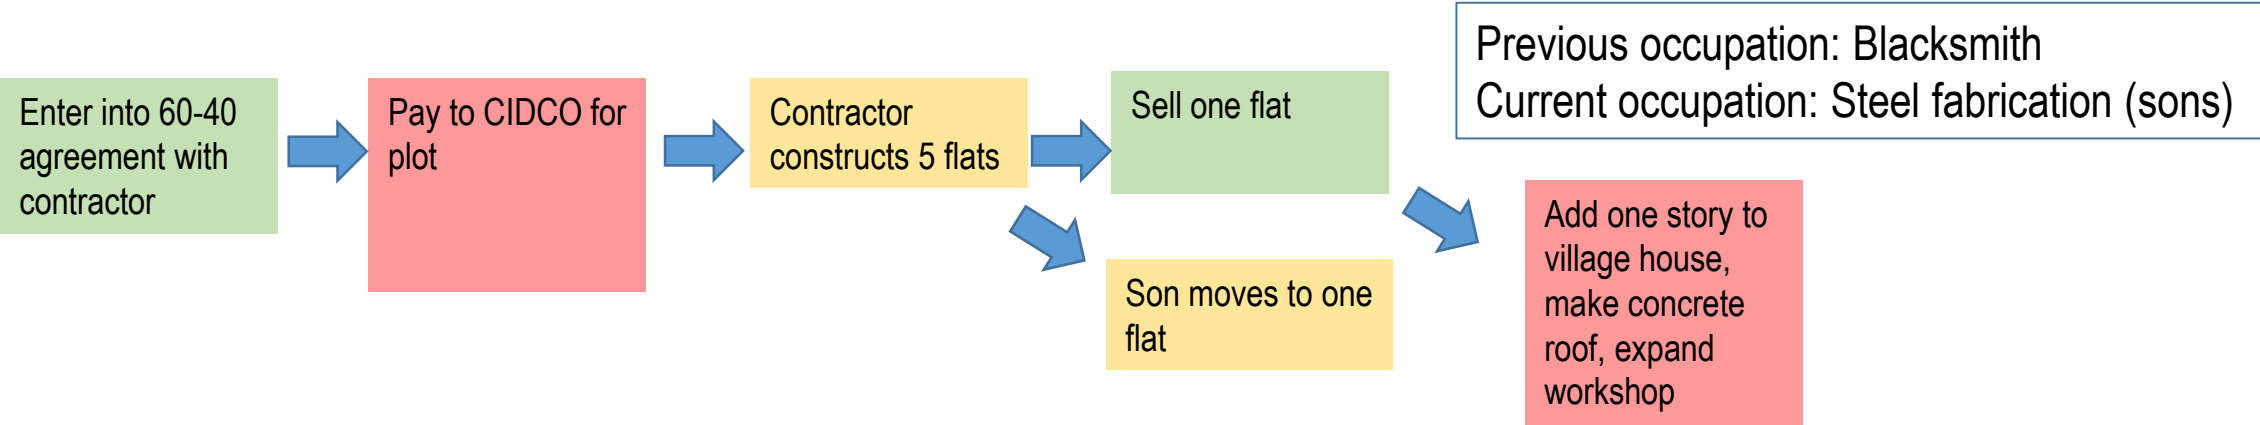 Previous occupation: Blacksmith
Current occupation: Steel fabrication (sons)
Enter into 60-40
agreement with
contractor
Pay to CIDCO for
plot
Contractor
constructs 5 flats
Sell one flat
Son moves to one
flat
Add one story to
village house,
make concrete
roof, expand
workshop